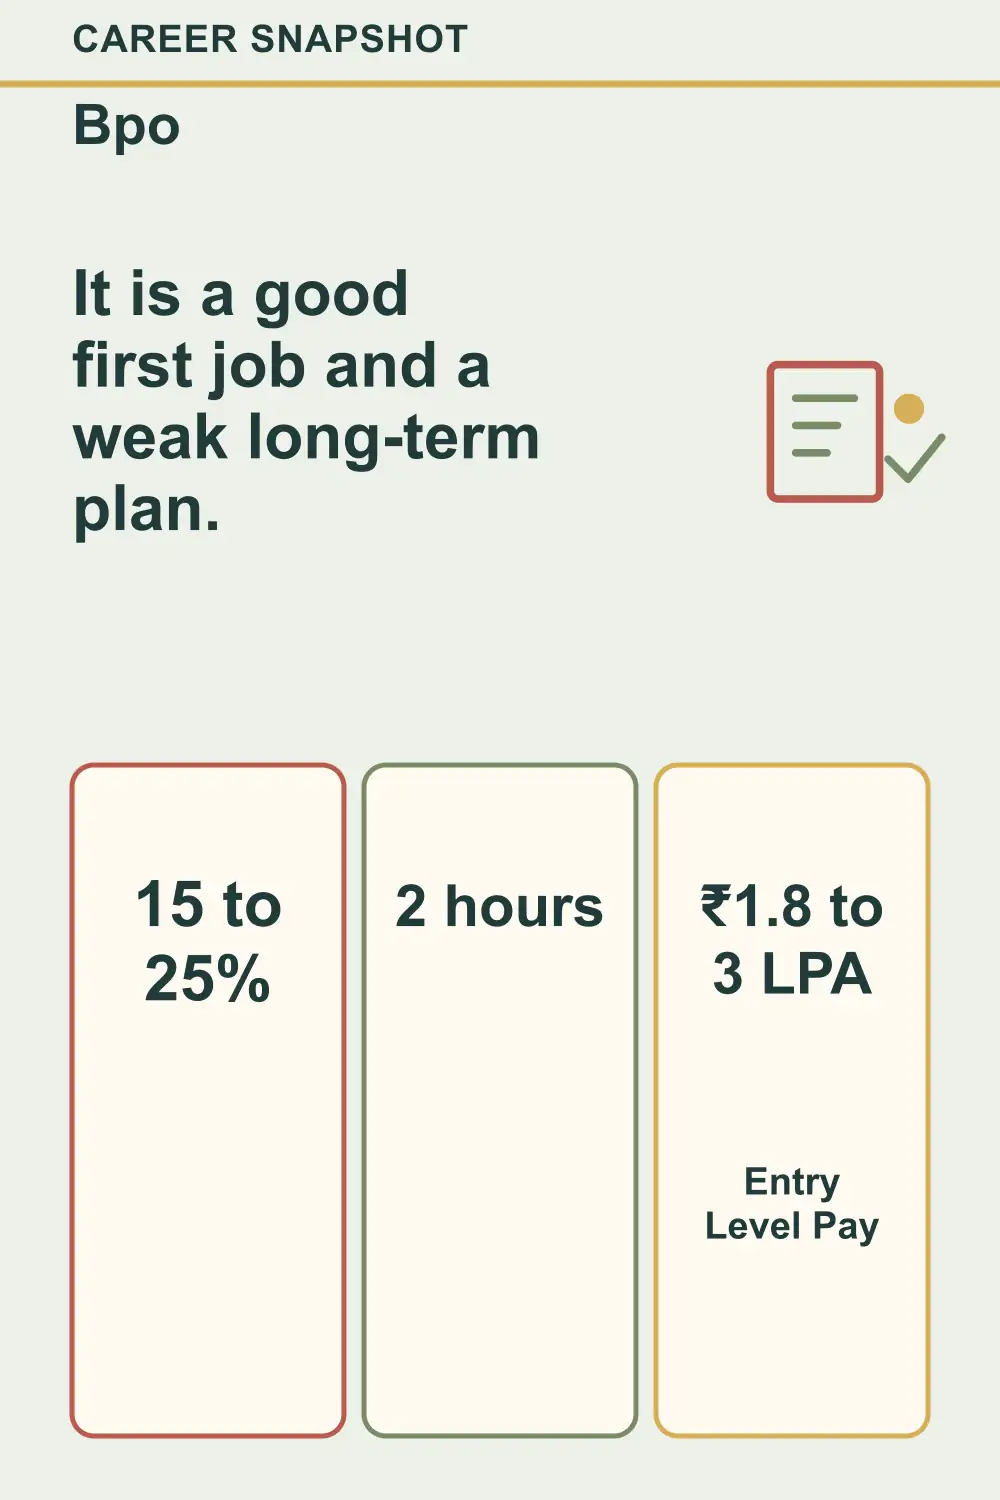 CAREER SNAPSHOT
Bpo
It is a good
first job and a
weak long-term
plan.
15 to
25%
2 hours
₹1.8 to
3 LPA
Entry
Level Pay